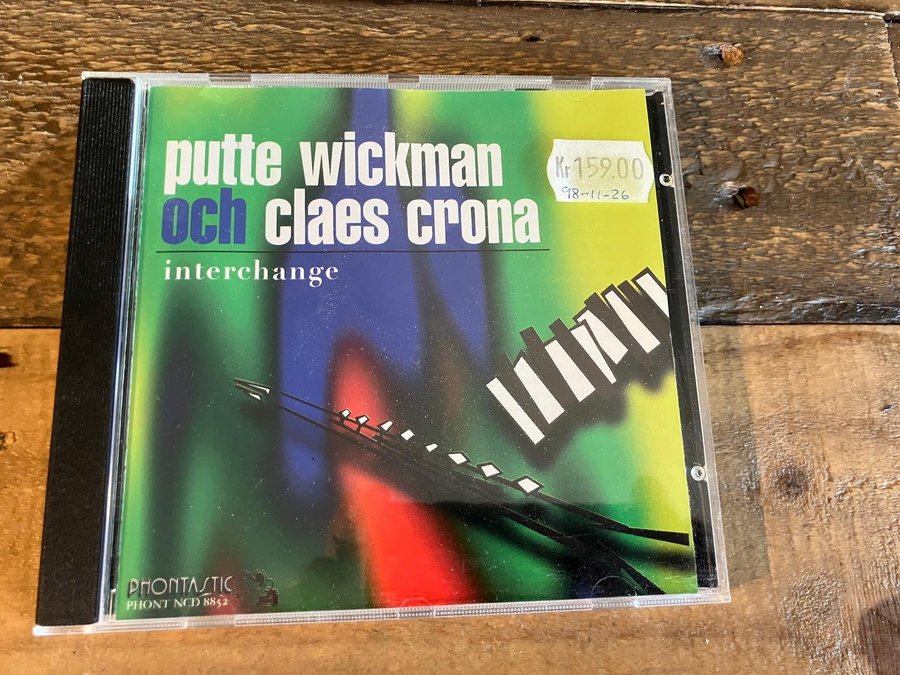 putte wickman
och claes crona
interchange
Kr 159.00
98-11-26
PHONTASTIC
PHONT NCD 8852